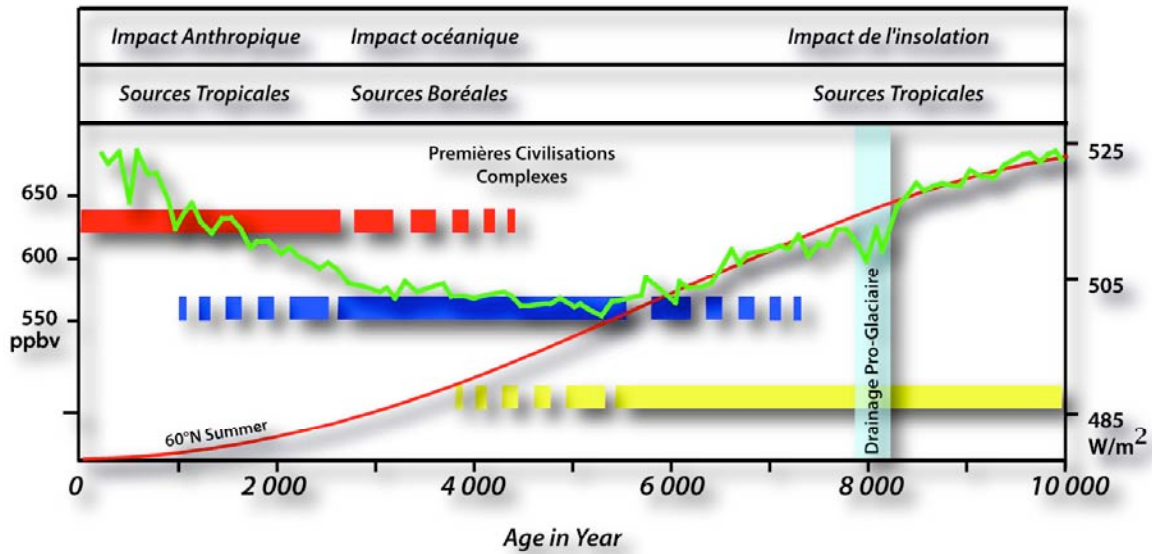 Impact Anthropique
Impact océanique
Impact de l'insolation
Sources Tropicales
Sources Boréales
Sources Tropicales
Premières Civilisations
Complexes
650
600
550
ppbv
525
505
485
W/m²
60°N Summer
Drainage Pro-Glaciaire
0
2 000
4 000
6 000
8 000
10 000
Age in Year